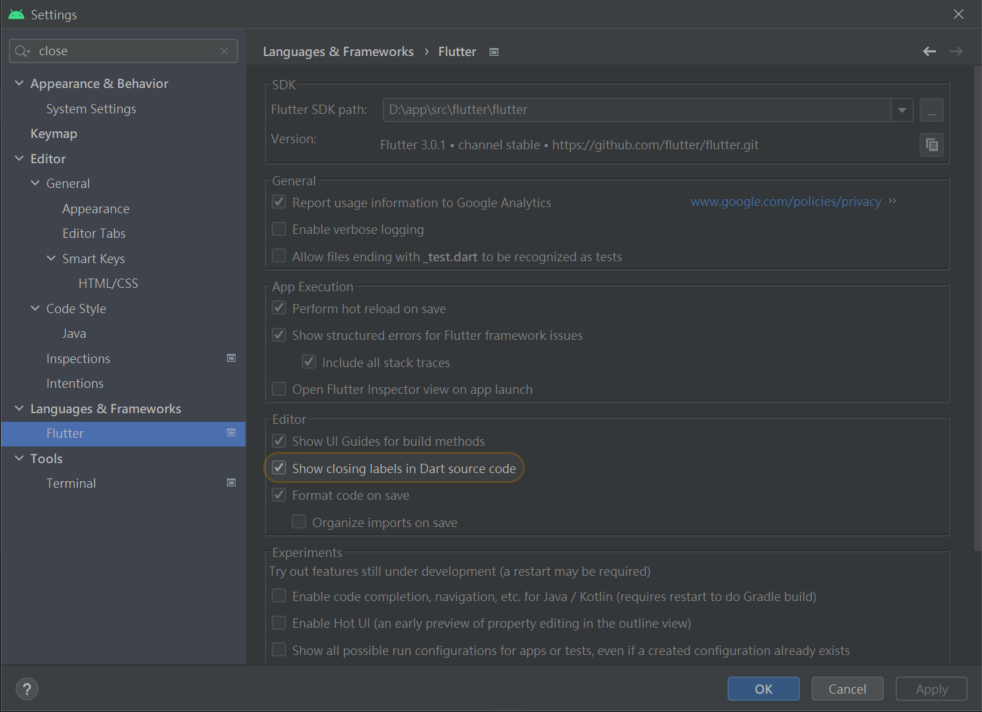 Settings
close
Appearance & Behavior
System Settings
Keymap
Editor
General
Appearance
Editor Tabs
Smart Keys
HTML/CSS
Code Style
Java
Inspections
Intentions
Languages & Frameworks
Flutter
Tools
Terminal
Languages & Frameworks › Flutter
SDK
Flutter SDK path: D:\app\src\flutter\flutter ...
Version: Flutter 3.0.1 • channel stable • https://github.com/flutter/flutter.git
General
Report usage information to Google Analytics www.google.com/policies/privacy ››
Enable verbose logging
Allow files ending with _test.dart to be recognized as tests
App Execution
Perform hot reload on save
Show structured errors for Flutter framework issues
Include all stack traces
Open Flutter Inspector view on app launch
Editor
Show UI Guides for build methods
Show closing labels in Dart source code
Format code on save
Organize imports on save
Experiments
Try out features still under development (a restart may be required)
Enable code completion, navigation, etc. for Java / Kotlin (requires restart to do Gradle build)
Enable Hot UI (an early preview of property editing in the outline view)
Show all possible run configurations for apps or tests, even if a created configuration already exists
? OK Cancel Apply